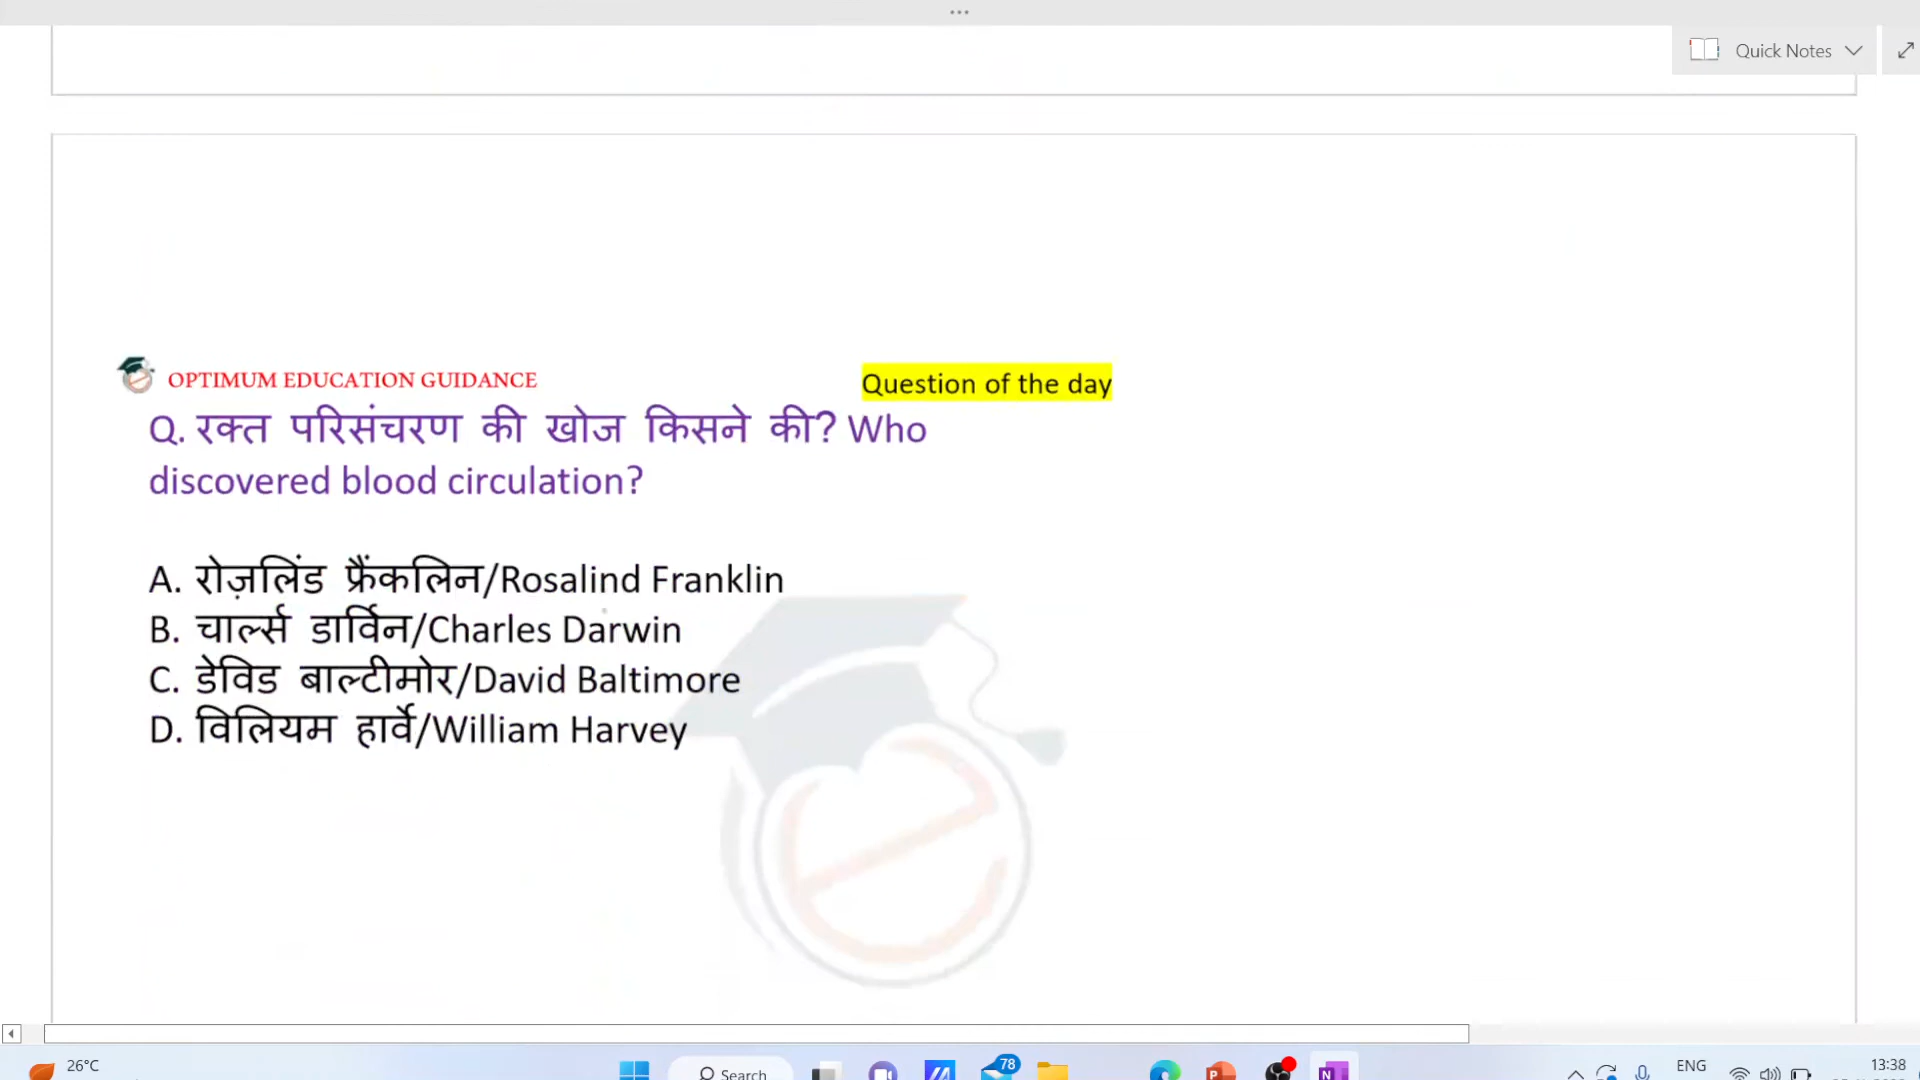 Quick Notes
OPTIMUM EDUCATION GUIDANCE
Question of the day
Q. रक्त परिसंचरण की खोज किसने की? Who
discovered blood circulation?
A. रोज़लिंड फ्रैंकलिन/Rosalind Franklin
B. चार्ल्स डार्विन/Charles Darwin
C. डेविड बाल्टीमोर/David Baltimore
D. विलियम हार्वे/William Harvey
26°C
Search
78
ENG
13:38